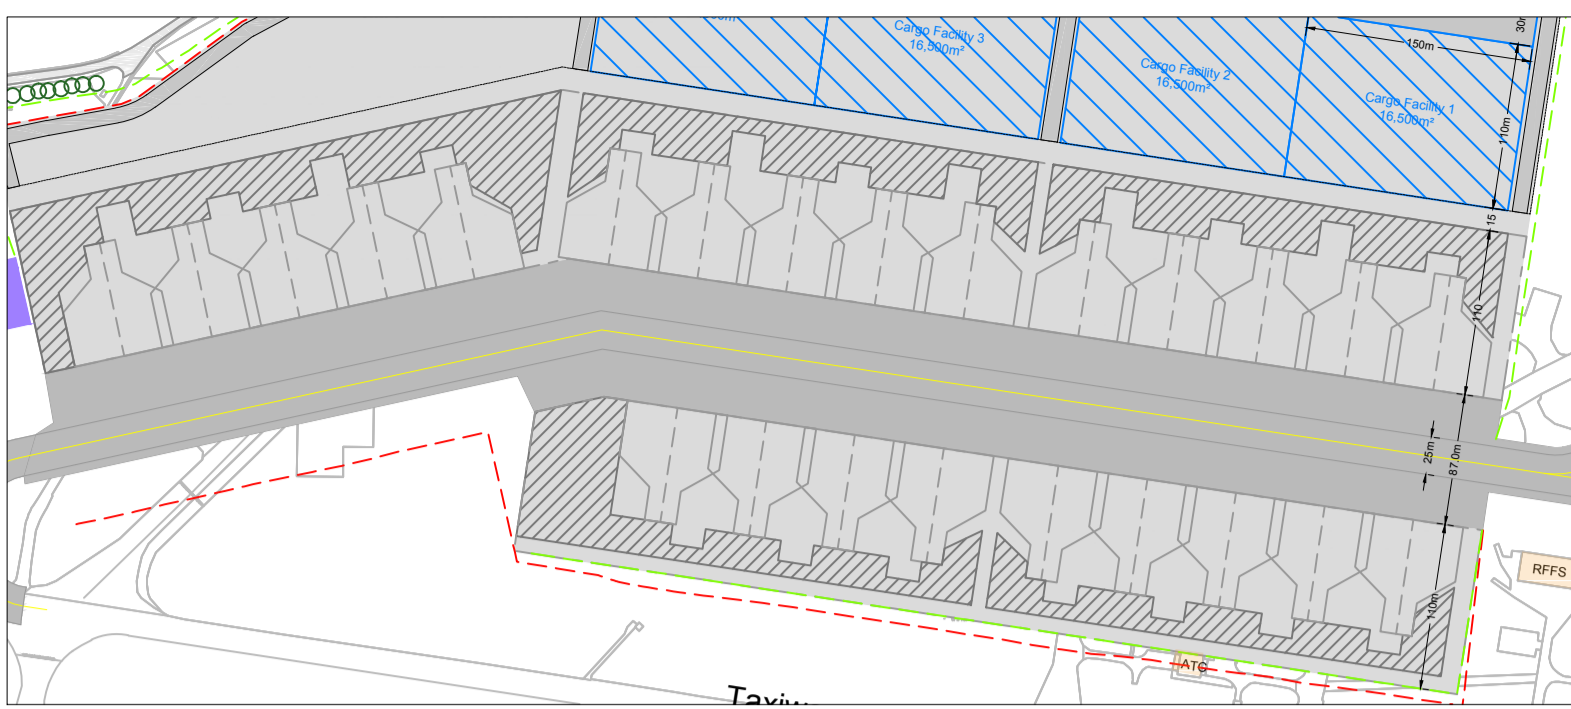 Cargo Facility 3
16,500m²
Cargo Facility 2
16,500m²
Cargo Facility 1
16,500m²
150m
110m
15
110
25m
87.0m
110m
RFFS
ATC